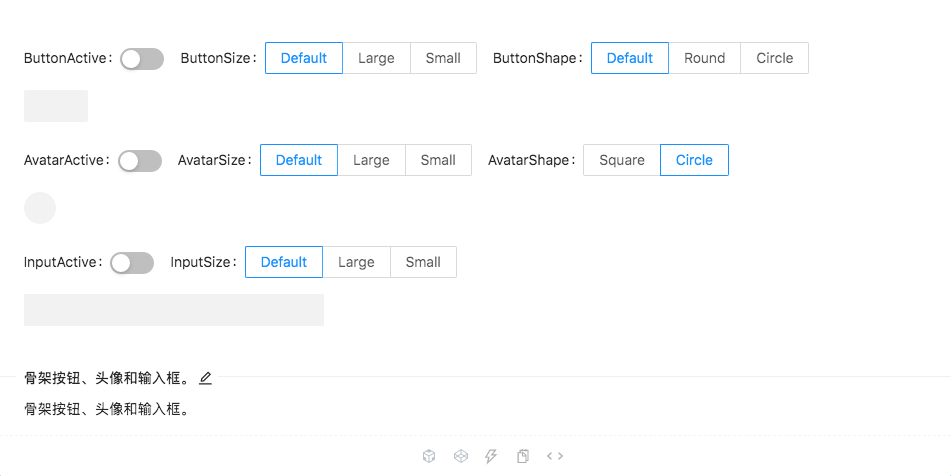 ButtonActive: ButtonSize: Default Large Small ButtonShape: Default Round Circle
AvatarActive: AvatarSize: Default Large Small AvatarShape: Square Circle
InputActive: InputSize: Default Large Small
骨架按钮、头像和输入框。
骨架按钮、头像和输入框。